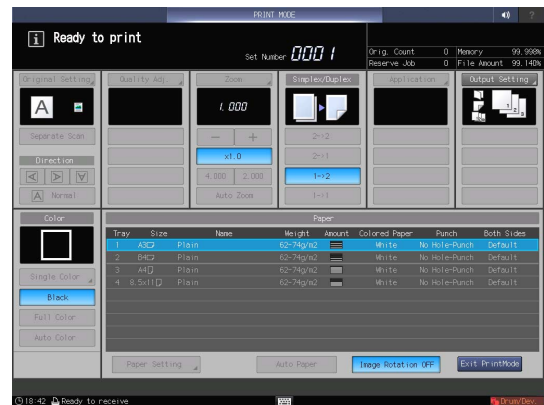 PRINT MODE
Ready to print
Set Number 0001
Orig. Count 0 Memory 99.998%
Reserve Job 0 File Amount 99.140%
Original Setting Quality Adj. Zoom Simplex/Duplex Application Output Setting
1.000
Separate Scan - + 2->2
Direction x1.0 2->1
4.000 2.000 1->2
Normal Auto Zoom 1->1
Color Paper
Tray Size Name Weight Amount Colored Paper Punch Both Sides
1 A3 Plain 62-74g/m2 White No Hole-Punch Default
2 B4 Plain 62-74g/m2 White No Hole-Punch Default
3 A4 Plain 62-74g/m2 White No Hole-Punch Default
4 8.5x11 Plain 62-74g/m2 White No Hole-Punch Default
Single Color
Black
Full Color
Auto Color
Paper Setting Auto Paper Image Rotation OFF Exit PrintMode
18:42 Ready to receive Drum/Dev.